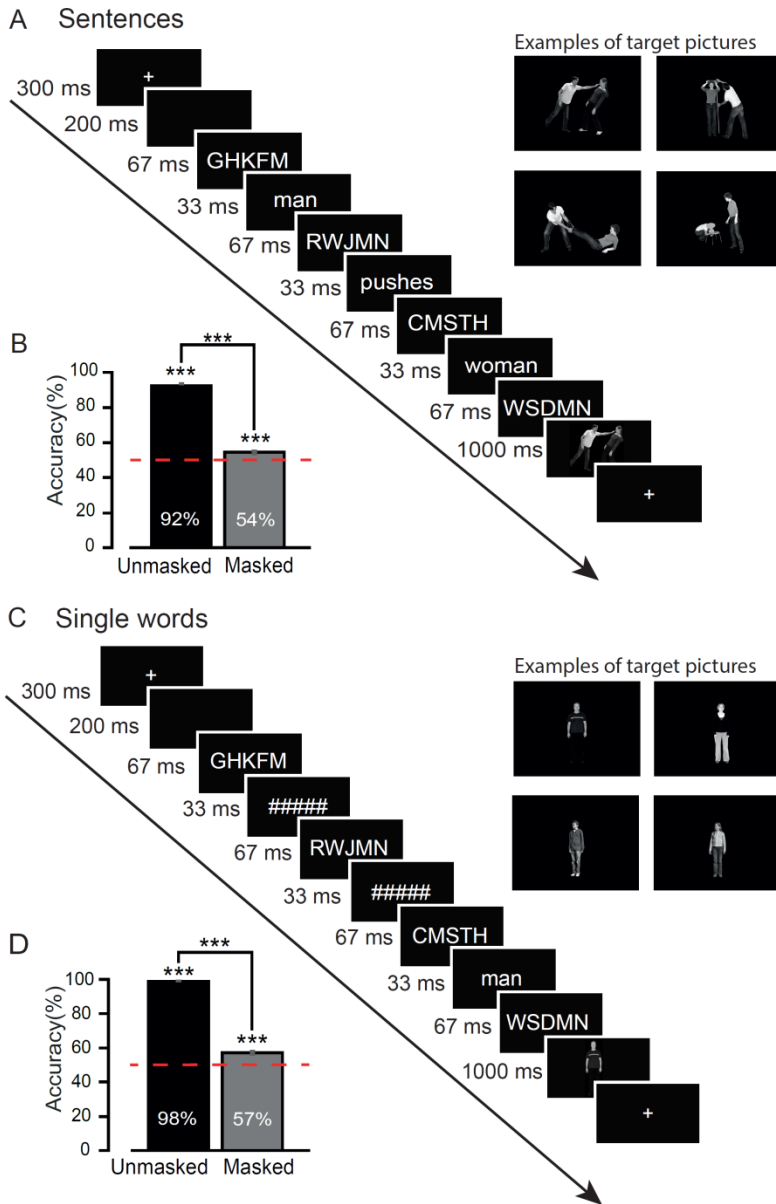 A Sentences
Examples of target pictures
+
300 ms
200 ms
67 ms
GHKFM
33 ms
man
67 ms
RWJMN
33 ms
pushes
67 ms
CMSTH
33 ms
woman
67 ms
WSDMN
1000 ms
+
B
***
100
***
80
60
***
40
20
0
Accuracy(%)
92%
54%
Unmasked Masked
C Single words
Examples of target pictures
+
300 ms
200 ms
67 ms
GHKFM
33 ms
#####
67 ms
RWJMN
33 ms
#####
67 ms
CMSTH
33 ms
man
67 ms
WSDMN
1000 ms
+
D
***
100
***
80
60
***
40
20
0
Accuracy(%)
98%
57%
Unmasked Masked